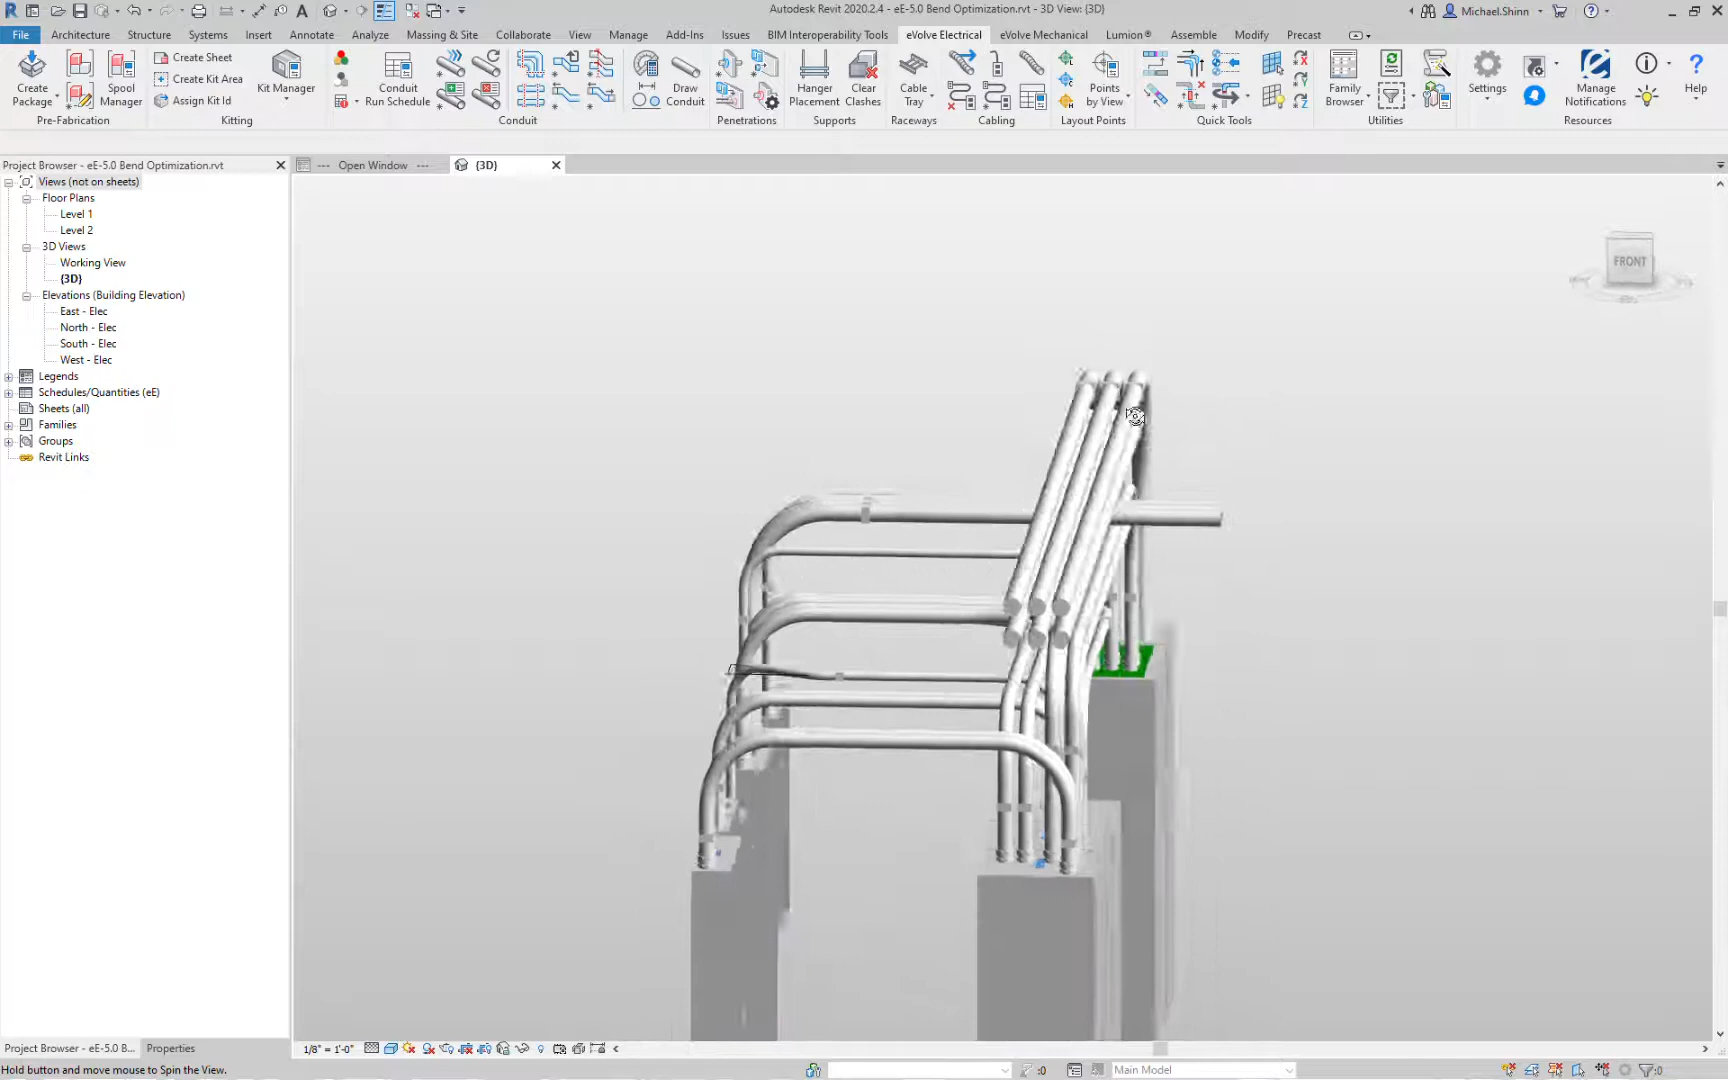 Autodesk Revit 2020.2.4 - eE-5.0 Bend Optimization.rvt - 3D View: {3D}
Michael.Shinn
File Architecture Structure Systems Insert Annotate Analyze Massing & Site Collaborate View Manage Add-Ins Issues BIM Interoperability Tools eVolve Electrical eVolve Mechanical Lumion® Assemble Modify Precast
Create Package
Spool Manager
Pre-Fabrication
Create Sheet
Create Kit Area
Assign Kit Id
Kit Manager
Kitting
Conduit Run Schedule
Draw Conduit
Conduit
Penetrations
Hanger Placement
Clear Clashes
Supports
Cable Tray
Raceways
Cabling
Points by View
Layout Points
Quick Tools
Family Browser
Utilities
Settings
Manage Notifications
Resources
Help
Project Browser - eE-5.0 Bend Optimization.rvt
--- Open Window ---
{3D}
Views (not on sheets)
Floor Plans
Level 1
Level 2
3D Views
Working View
{3D}
Elevations (Building Elevation)
East - Elec
North - Elec
South - Elec
West - Elec
Legends
Schedules/Quantities (eE)
Sheets (all)
Families
Groups
Revit Links
FRONT
Project Browser - eE-5.0 B... Properties
1/8" = 1'-0"
Hold button and move mouse to Spin the View.
:0
Main Model
:0